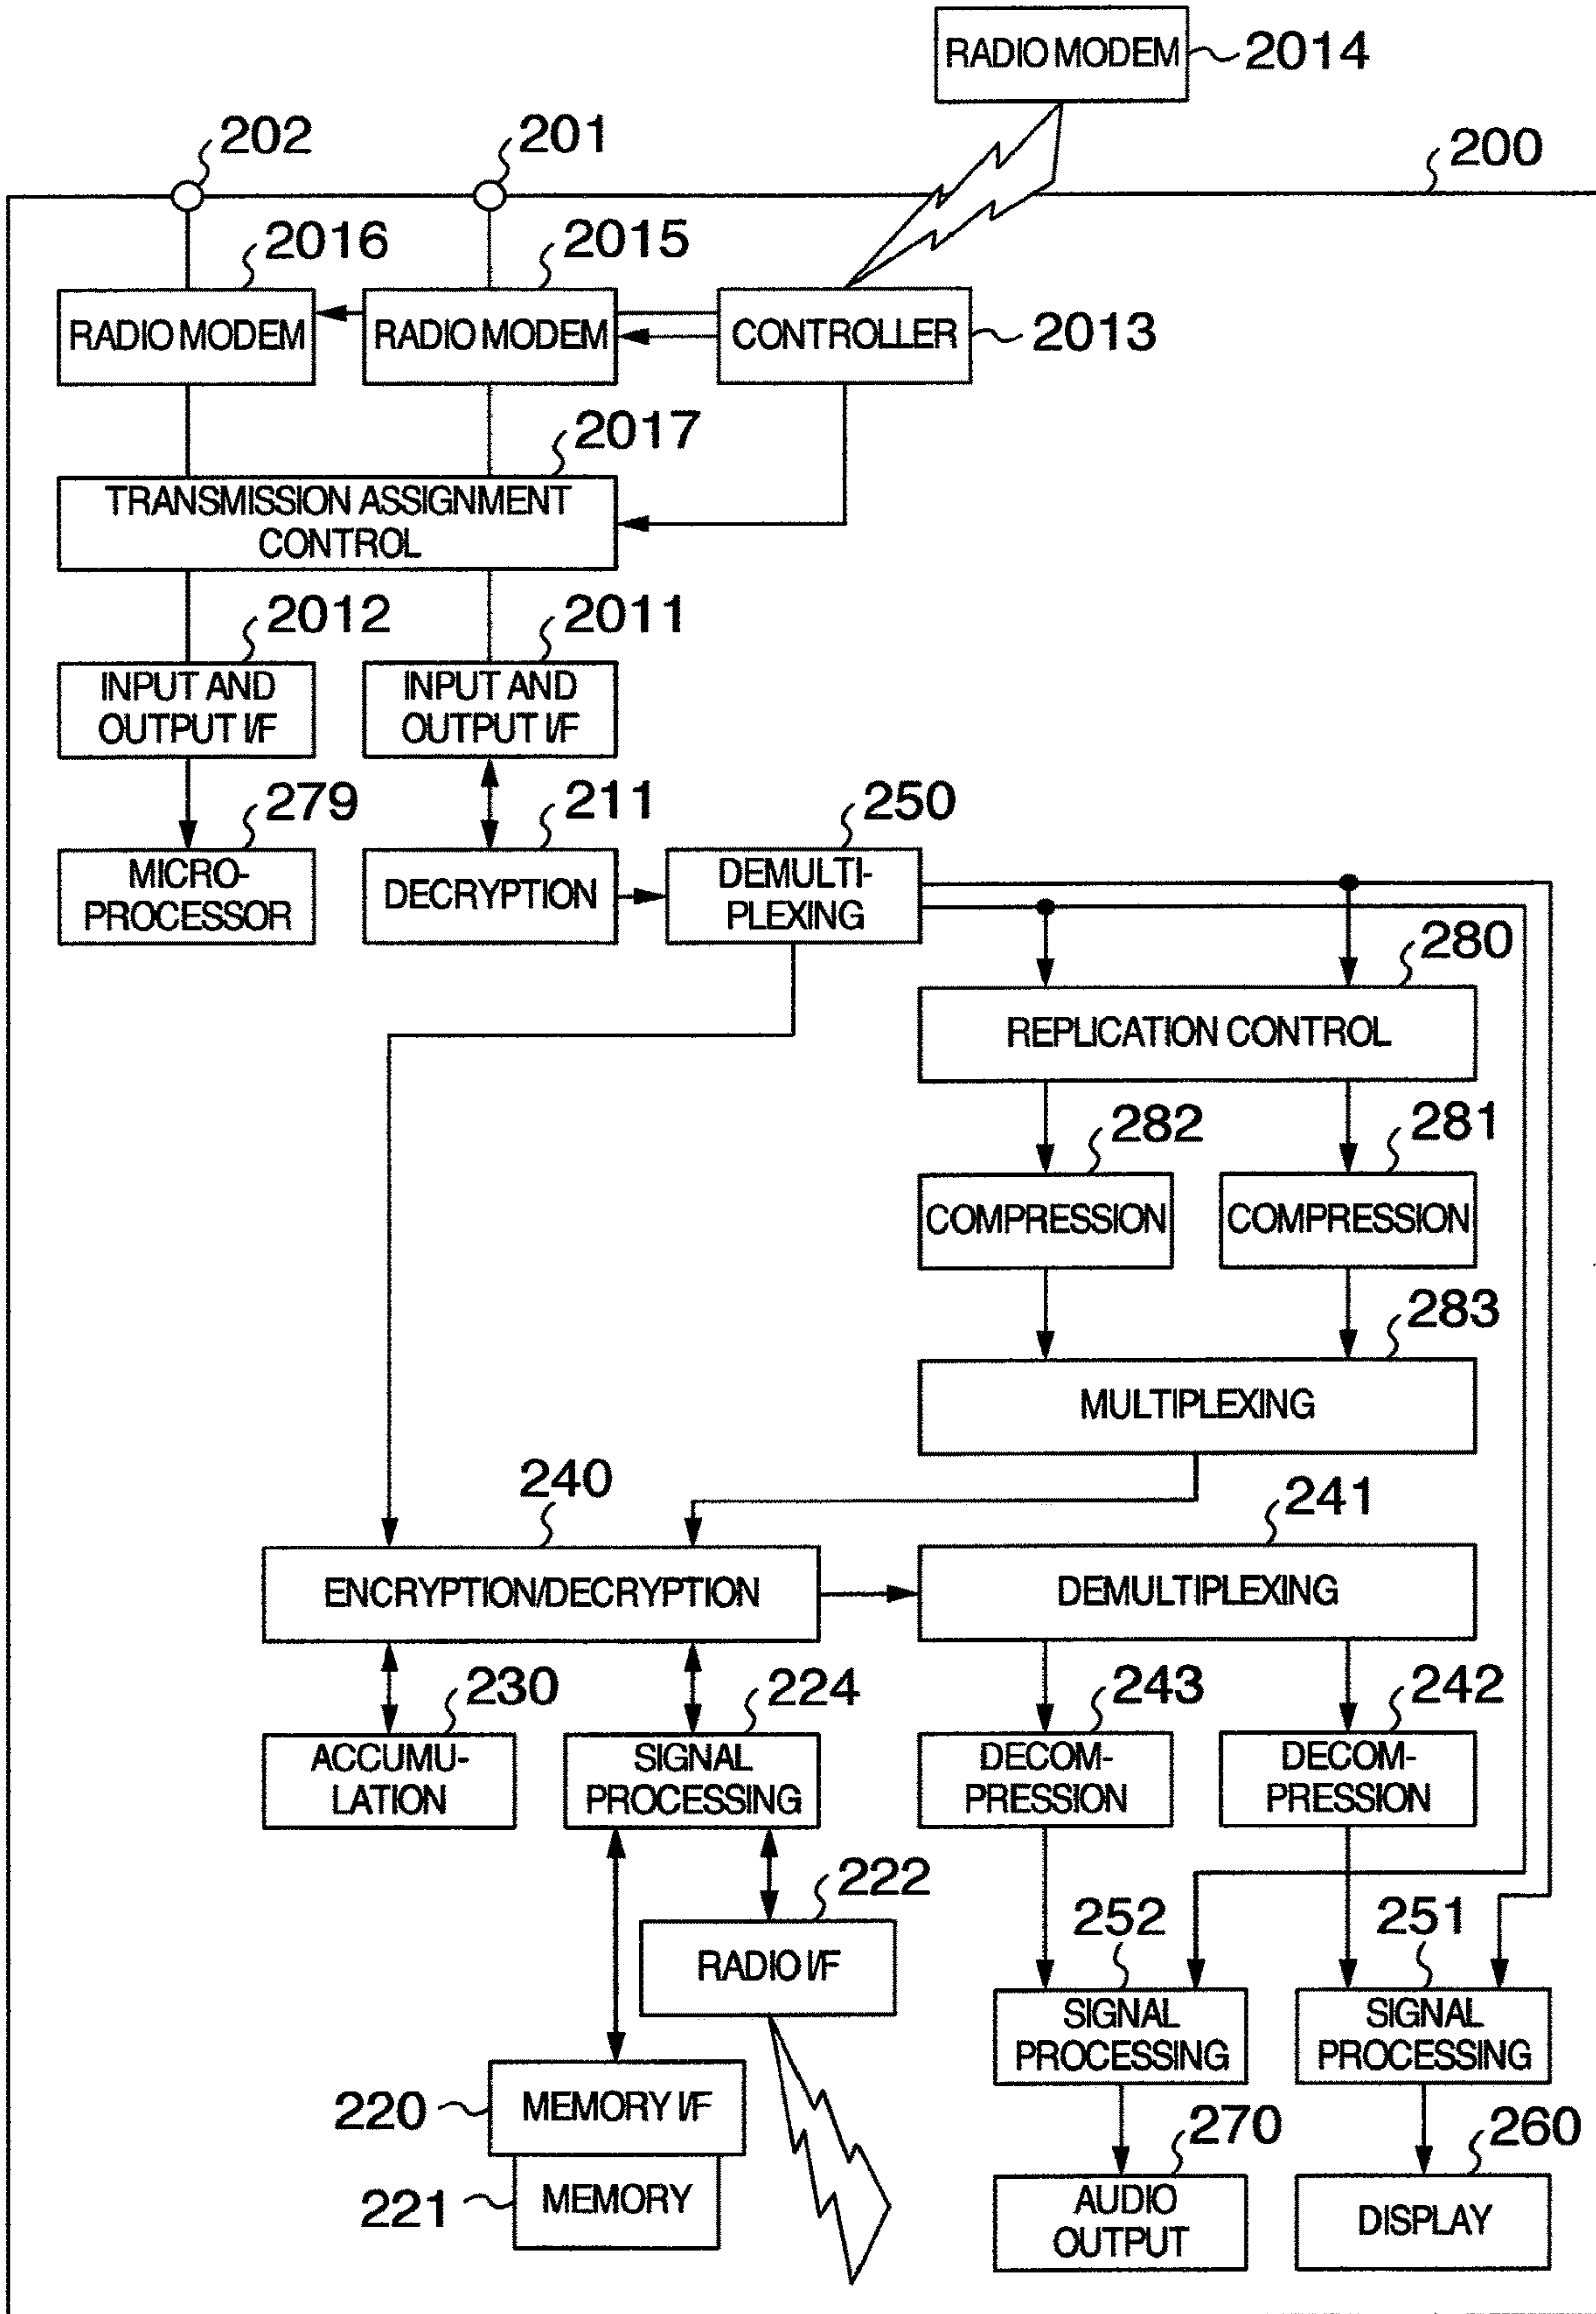 RADIO MODEM
2014
202
201
200
2016
2015
RADIO MODEM
RADIO MODEM
CONTROLLER
2013
2017
TRANSMISSION ASSIGNMENT
CONTROL
2012
2011
INPUT AND
OUTPUT I/F
INPUT AND
OUTPUT I/F
279
211
250
MICRO-
PROCESSOR
DECRYPTION
DEMULTI-
PLEXING
280
REPLICATION CONTROL
282
281
COMPRESSION
COMPRESSION
283
MULTIPLEXING
240
241
ENCRYPTION/DECRYPTION
DEMULTIPLEXING
230
224
243
242
ACCUMU-
LATION
SIGNAL
PROCESSING
DECOM-
PRESSION
DECOM-
PRESSION
222
RADIO I/F
252
251
SIGNAL
PROCESSING
SIGNAL
PROCESSING
220
MEMORY I/F
221
MEMORY
270
260
AUDIO
OUTPUT
DISPLAY